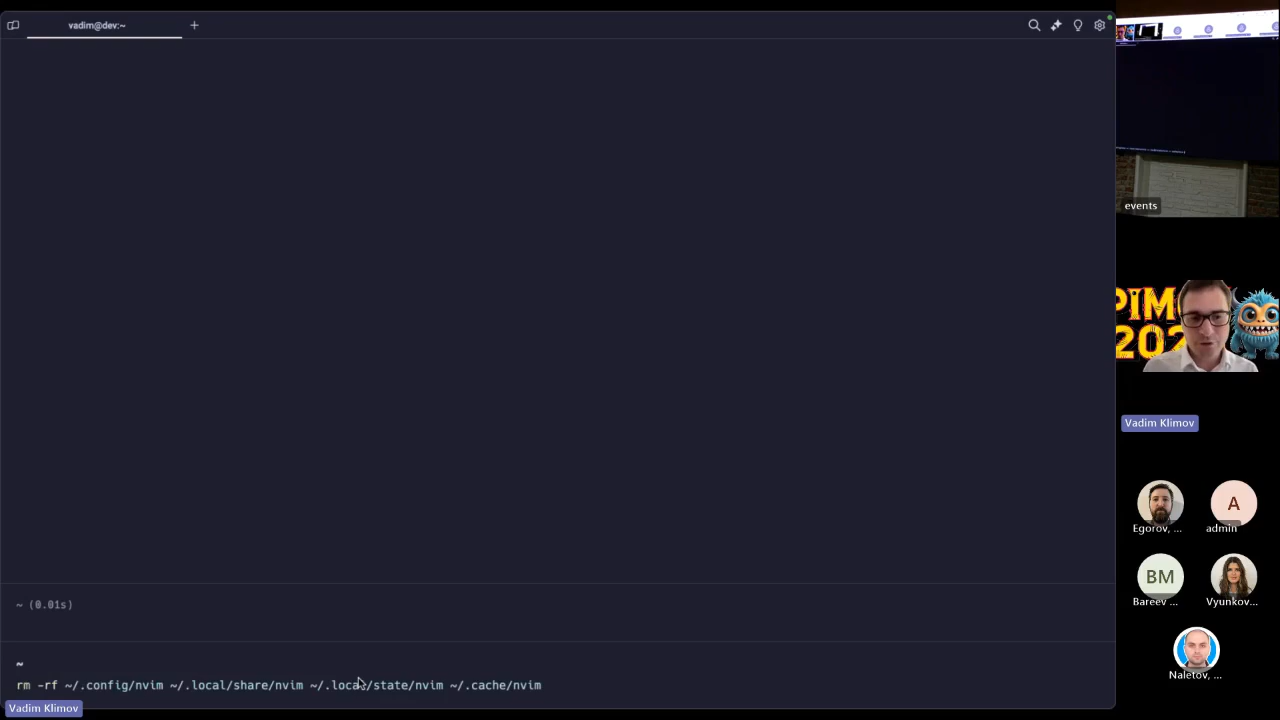 vadim@dev:~
~ (0.01s)
~
rm -rf ~/.config/nvim ~/.local/share/nvim ~/.local/state/nvim ~/.cache/nvim
Vadim Klimov
events
PIM
202
Vadim Klimov
Egorov, ...
A
admin
BM
Bareev ...
Vyunkov...
Naletov, ...